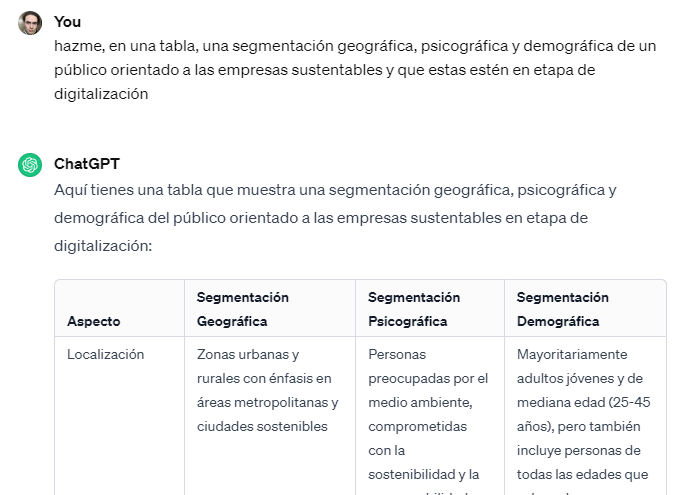 You
hazme, en una tabla, una segmentación geográfica, psicográfica y demográfica de un
público orientado a las empresas sustentables y que estas estén en etapa de
digitalización
ChatGPT
Aquí tienes una tabla que muestra una segmentación geográfica, psicográfica y
demográfica del público orientado a las empresas sustentables en etapa de
digitalización:
Aspecto
Segmentación
Geográfica
Segmentación
Psicográfica
Segmentación
Demográfica
Localización
Zonas urbanas y
rurales con énfasis en
áreas metropolitanas y
ciudades sostenibles
Personas
preocupadas por el
medio ambiente,
comprometidas
con la
sostenibilidad y la
Mayoritariamente
adultos jóvenes y de
mediana edad (25-45
años), pero también
incluye personas de
todas las edades que